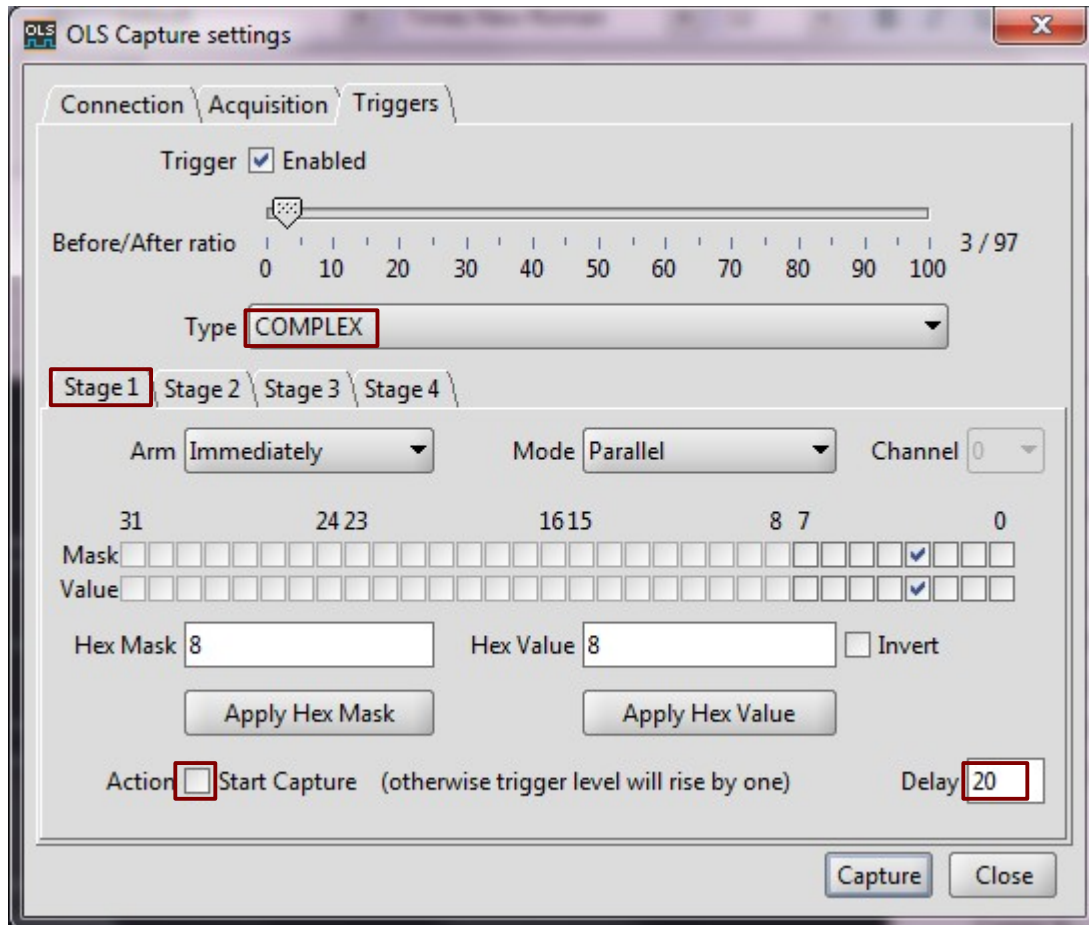 OLS OLS Capture settings
Connection Acquisition Triggers
Trigger Enabled
Before/After ratio 3 / 97
0 10 20 30 40 50 60 70 80 90 100
Type COMPLEX
Stage 1 Stage 2 Stage 3 Stage 4
Arm Immediately Mode Parallel Channel 0
31 24 23 16 15 8 7 0
Mask
Value
Hex Mask 8 Hex Value 8 Invert
Apply Hex Mask Apply Hex Value
Action Start Capture (otherwise trigger level will rise by one) Delay 20
Capture Close